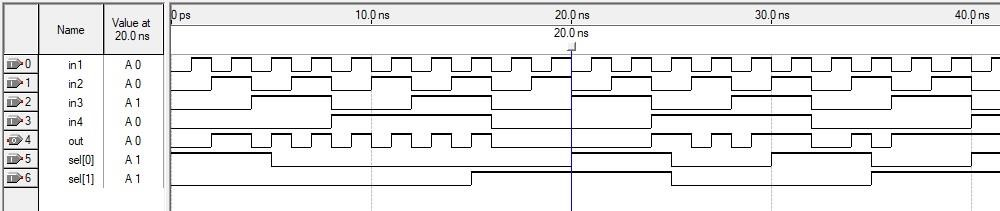 Name
Value at
20.0 ns
0 ps
10.0 ns
20.0 ns
30.0 ns
40.0 ns
20.0 ns
0 in1 A 0
1 in2 A 0
2 in3 A 1
3 in4 A 0
4 out A 0
5 sel[0] A 1
6 sel[1] A 1